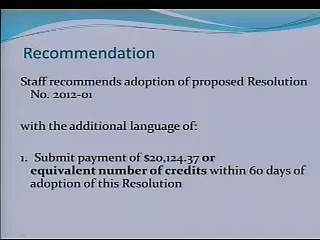 Recommendation
Staff recommends adoption of proposed Resolution
No. 2012-01
with the additional language of:
1. Submit payment of $20,124.37 or
equivalent number of credits within 60 days of
adoption of this Resolution